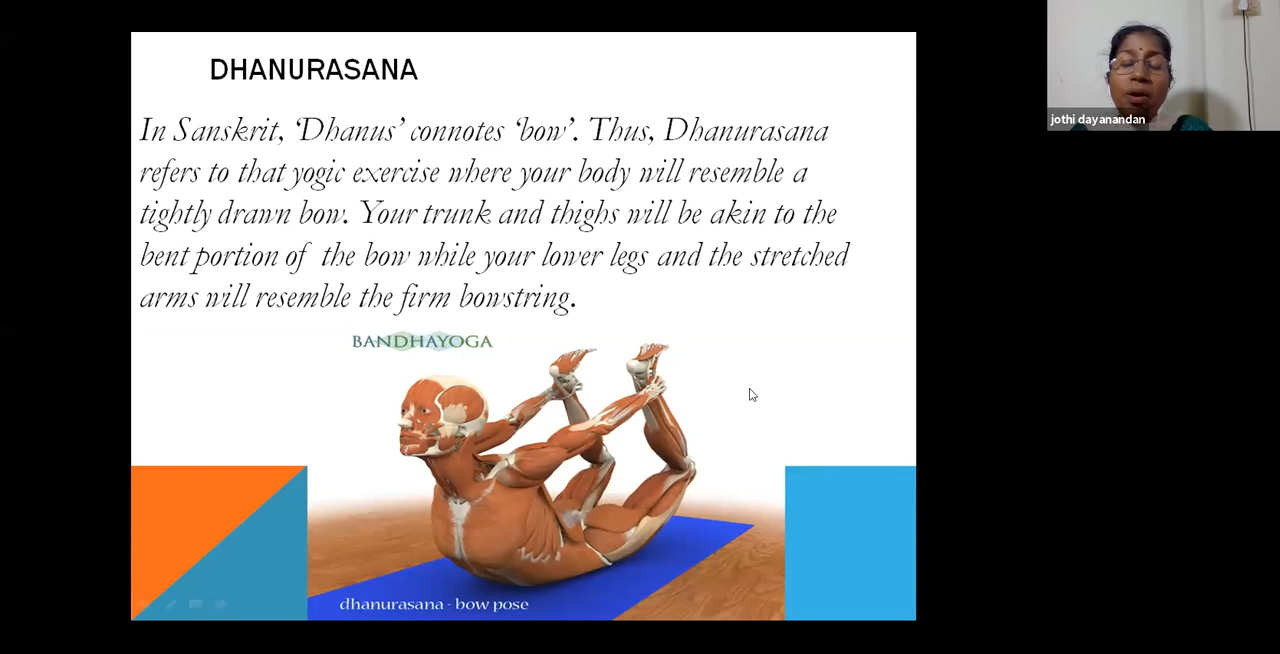 DHANURASANA
In Sanskrit, ‘Dhanus’ connotes ‘bow’. Thus, Dhanurasana
refers to that yogic exercise where your body will resemble a
tightly drawn bow. Your trunk and thighs will be akin to the
bent portion of the bow while your lower legs and the stretched
arms will resemble the firm bowstring.
BANDHAYOGA
dhanurasana - bow pose
jothi dayanandan